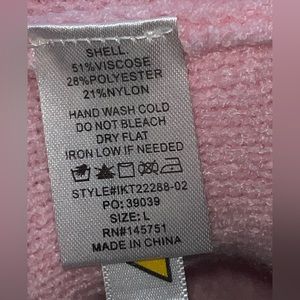 SHELL:
51%VISCOSE
28%POLYESTER
21%NYLON
HAND WASH COLD
DO NOT BLEACH
DRY FLAT
IRON LOW IF NEEDED
STYLE#IKT22288-02
PO: 39039
SIZE: L
RN#145751
MADE IN CHINA